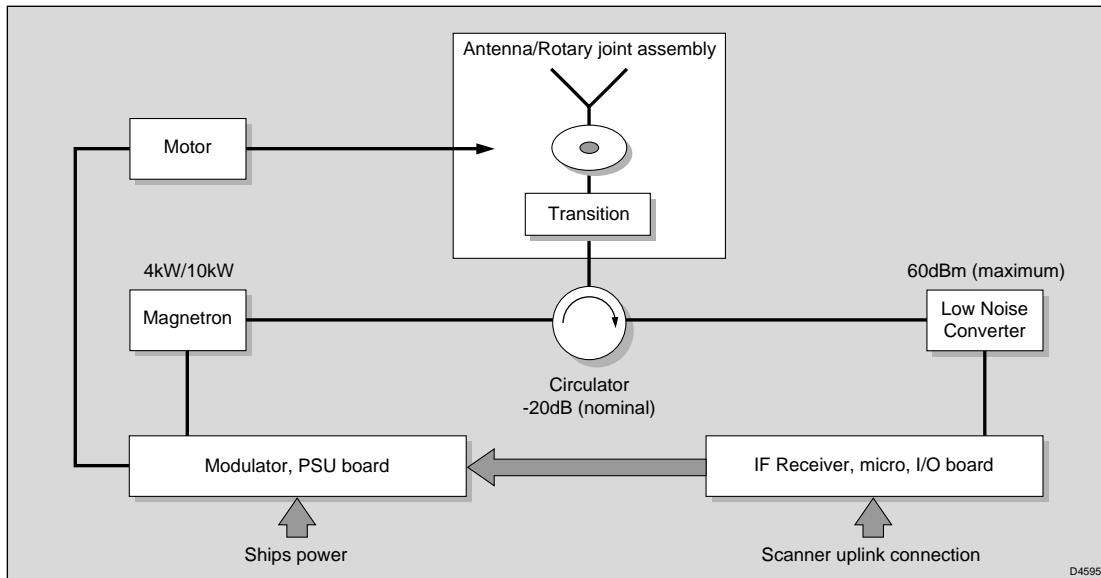 Antenna/Rotary joint assembly
Motor
Transition
4kW/10kW
60dBm (maximum)
Magnetron
Low Noise
Converter
Circulator
-20dB (nominal)
Modulator, PSU board
IF Receiver, micro, I/O board
Ships power
Scanner uplink connection
D4595